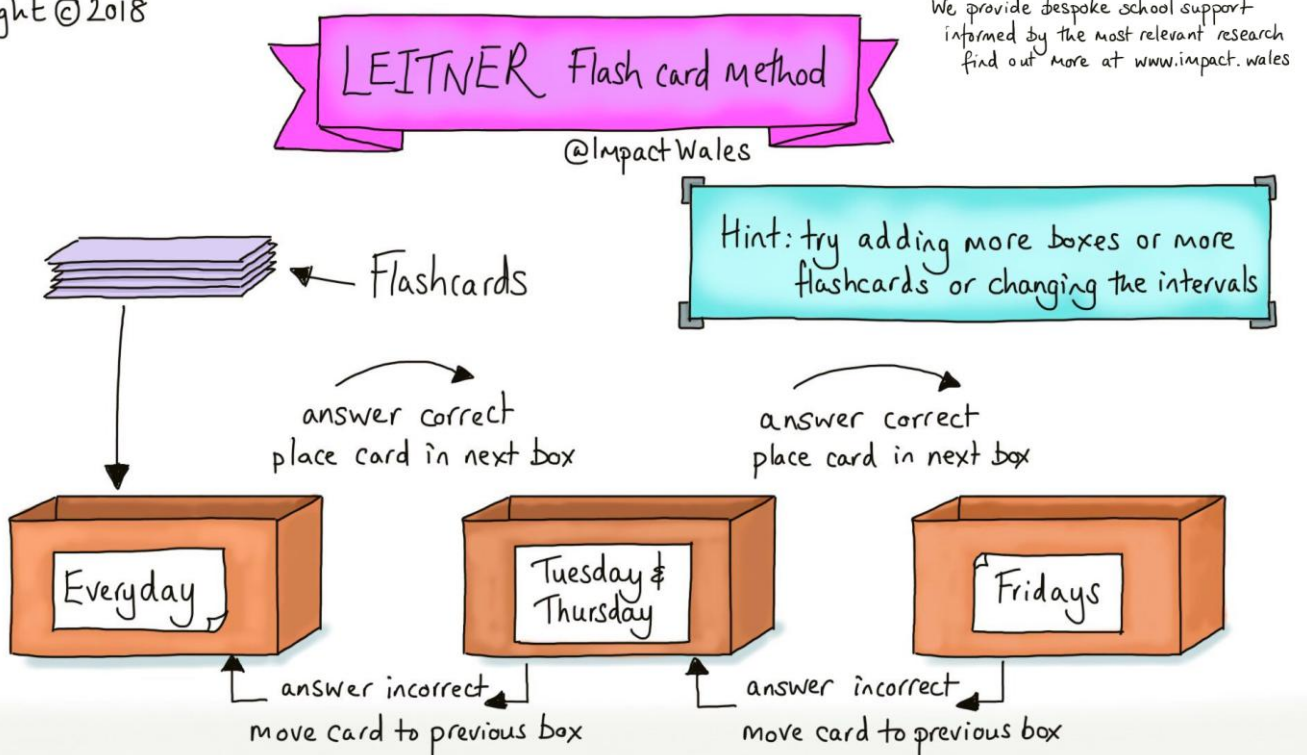 © 2018
We provide bespoke school support
informed by the most relevant research
find out more at www.impact.wales
LEITNER Flash card method
@ImpactWales
Hint: try adding more boxes or more
flashcards or changing the intervals
Flashcards
answer correct
place card in next box
answer correct
place card in next box
Everyday
Tuesday &
Thursday
Fridays
answer incorrect
move card to previous box
answer incorrect
move card to previous box